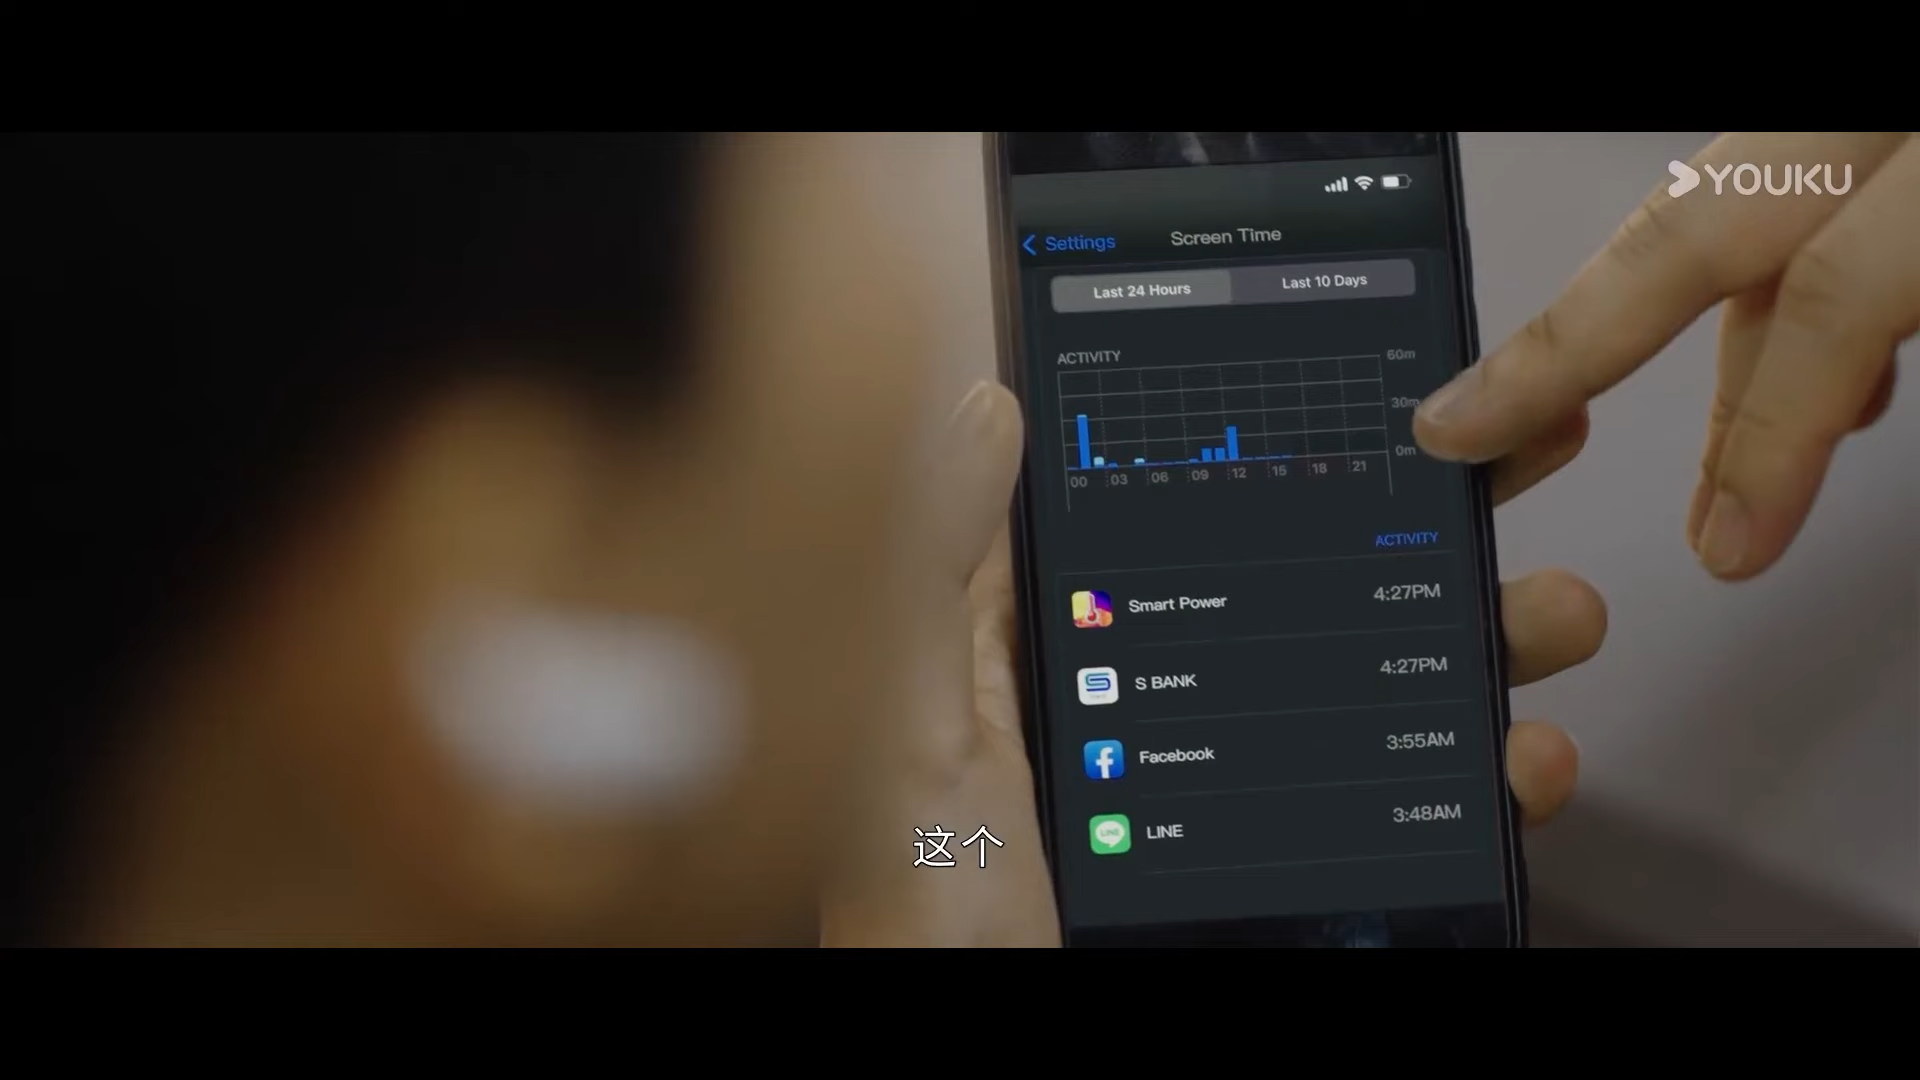 YOUKU
Settings
Screen Time
Last 24 Hours
Last 10 Days
ACTIVITY
60m
30m
0m
00 03 06 09 12 15 18 21
ACTIVITY
Smart Power 4:27PM
S BANK 4:27PM
Facebook 3:55AM
LINE 3:48AM
这个